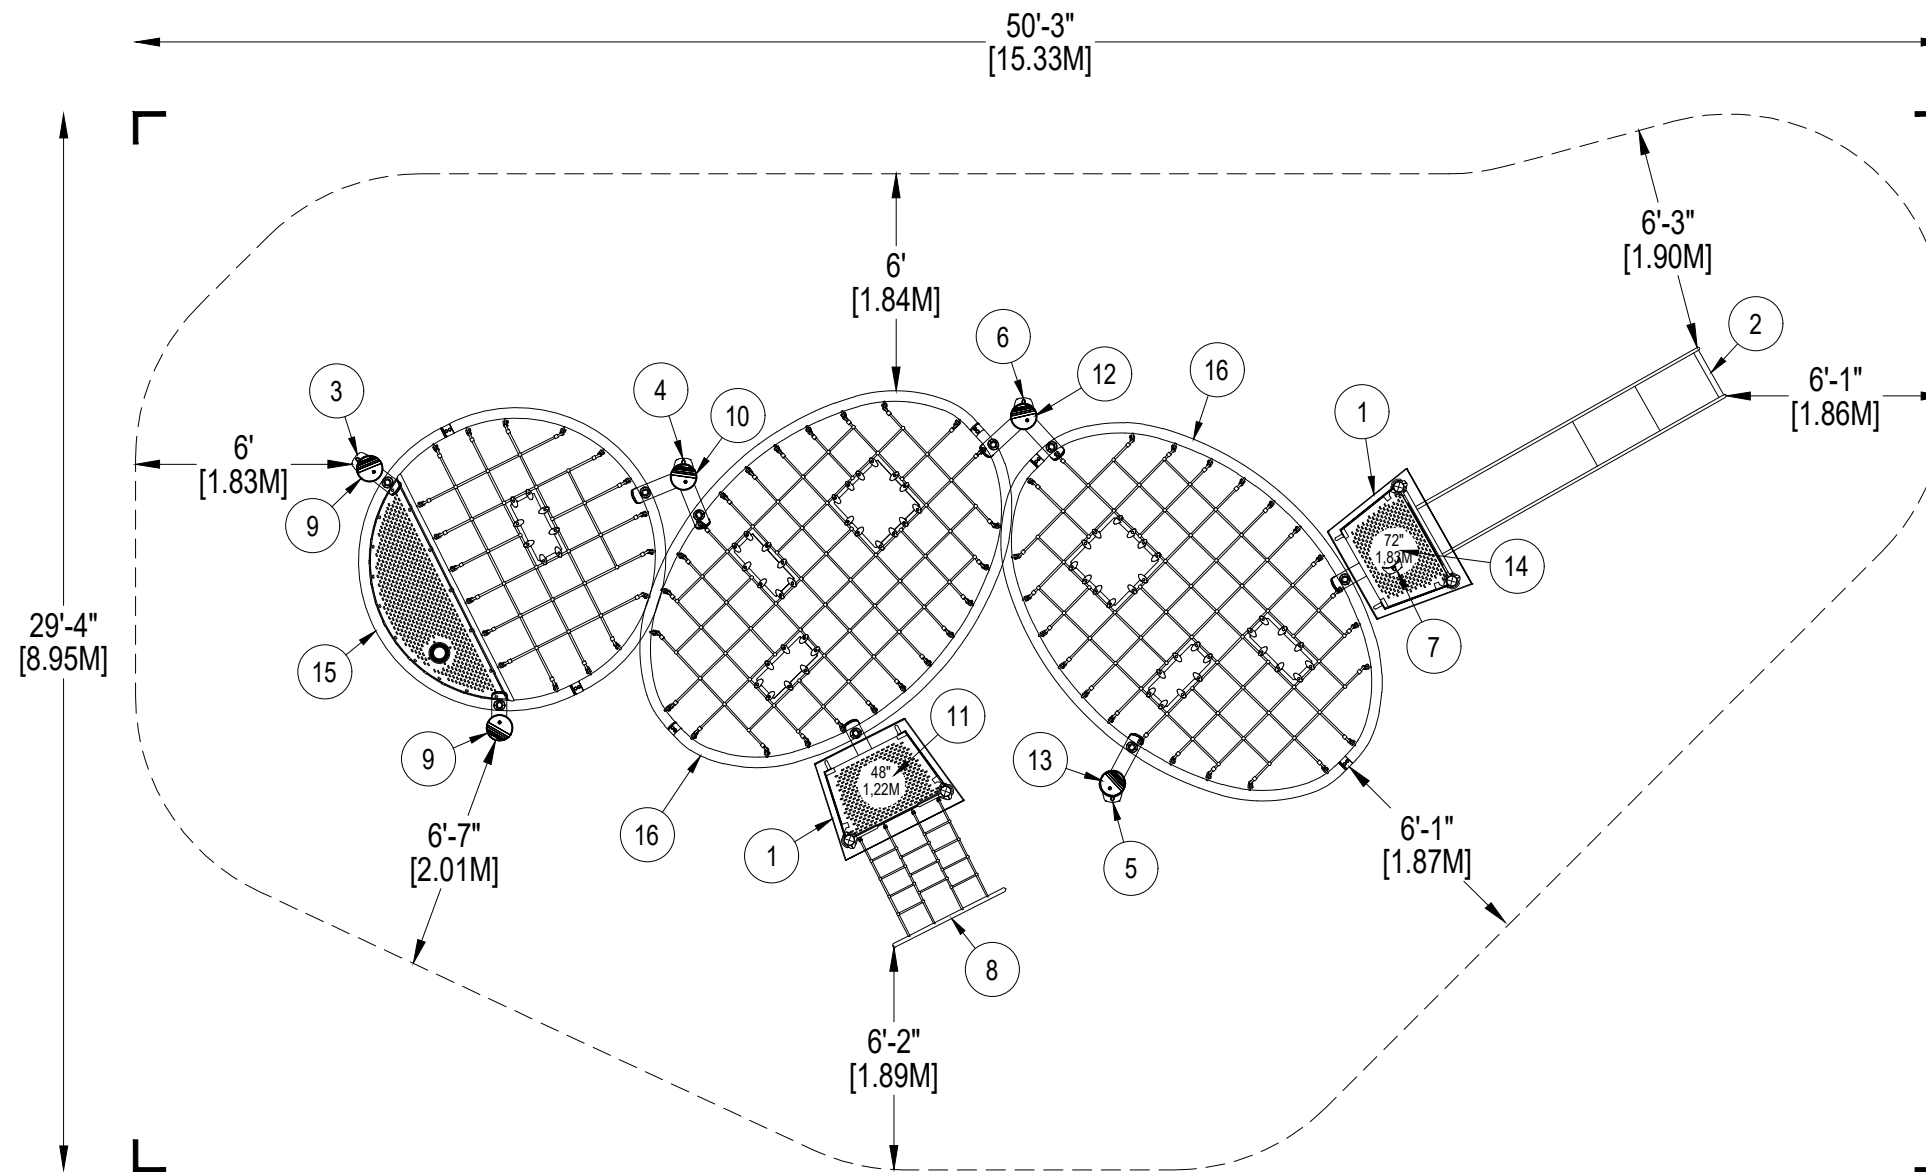 50'-3"
[15.33M]
6'-3"
[1.90M]
6'
[1.84M]
2
6
12
16
6'-1"
[1.86M]
3
4
10
1
6'
[1.83M]
9
72"
1,83M
14
29'-4"
[8.95M]
15
7
11
9
48"
1,22M
13
16
1
5
6'-7"
[2.01M]
6'-1"
[1.87M]
8
6'-2"
[1.89M]